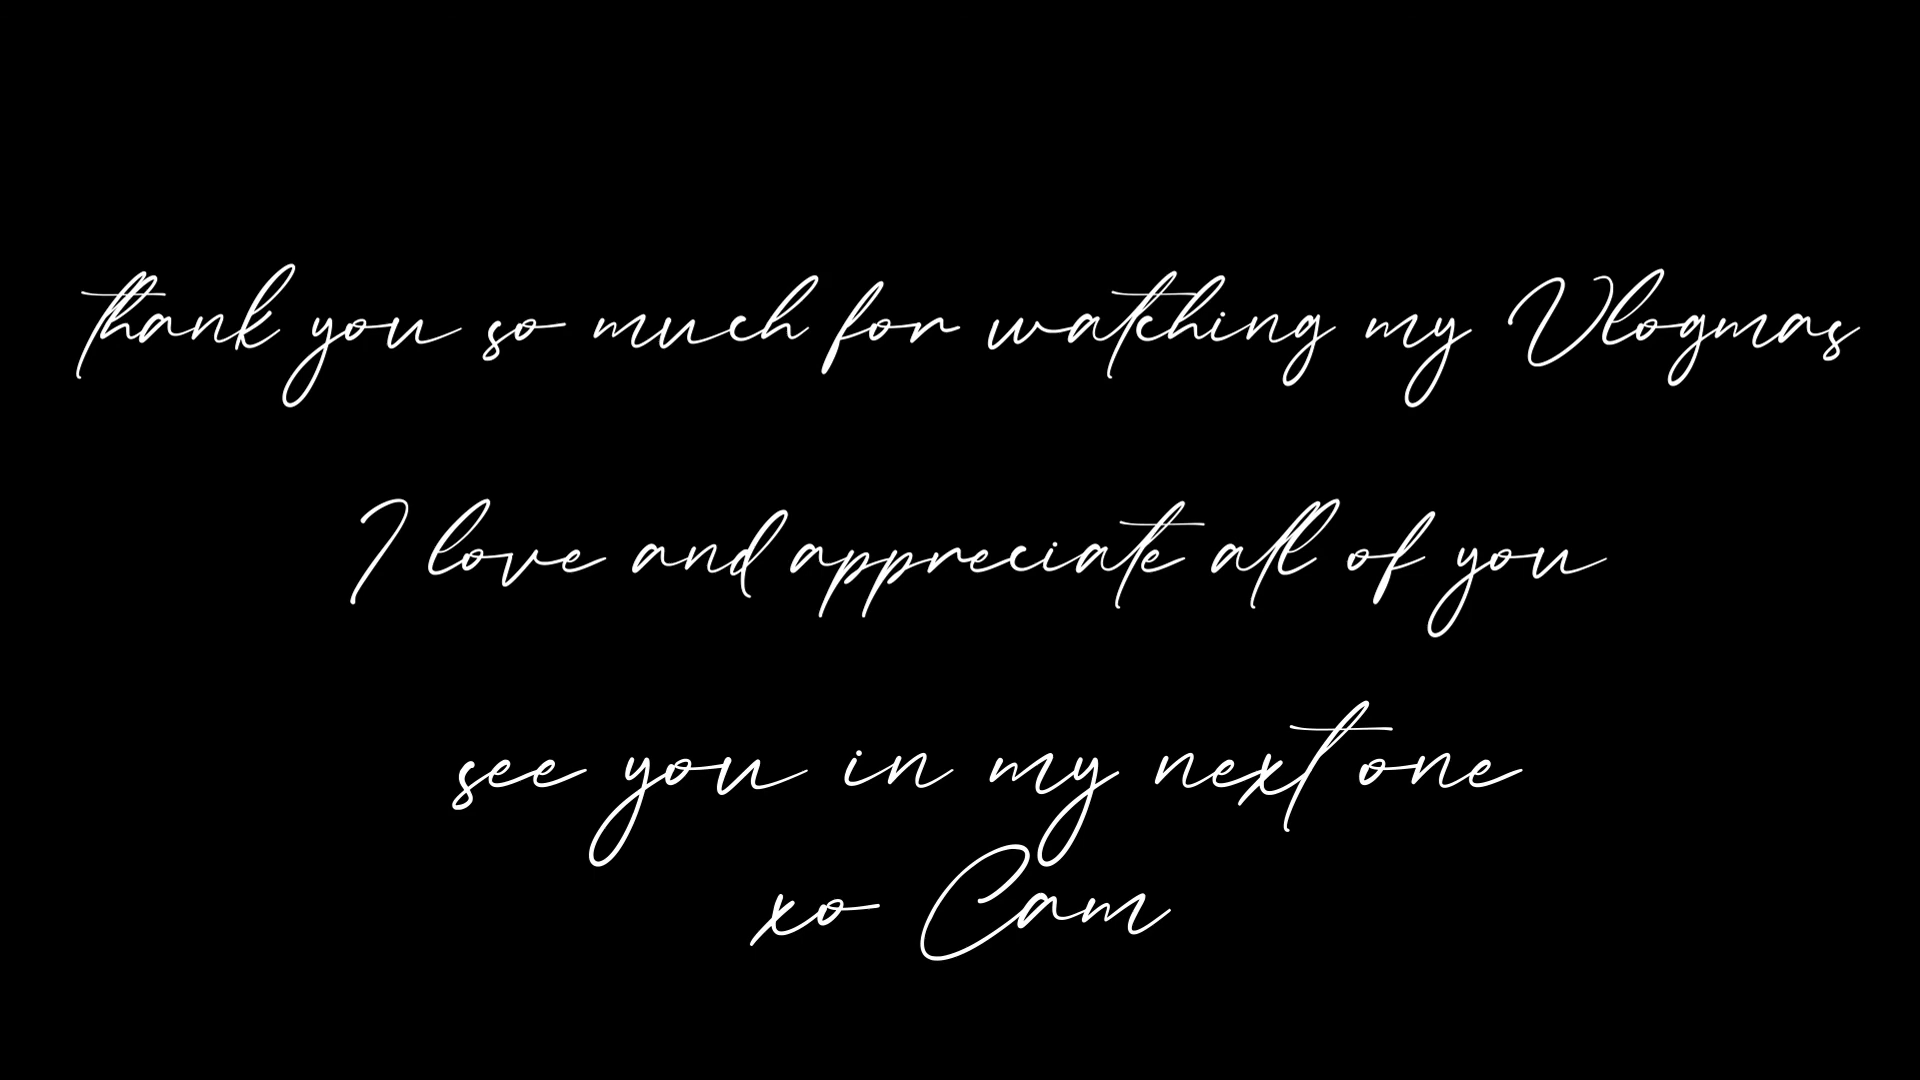 thank you so much for watching my Vlogmas
I love and appreciate all of you
see you in my next one
xo Cam